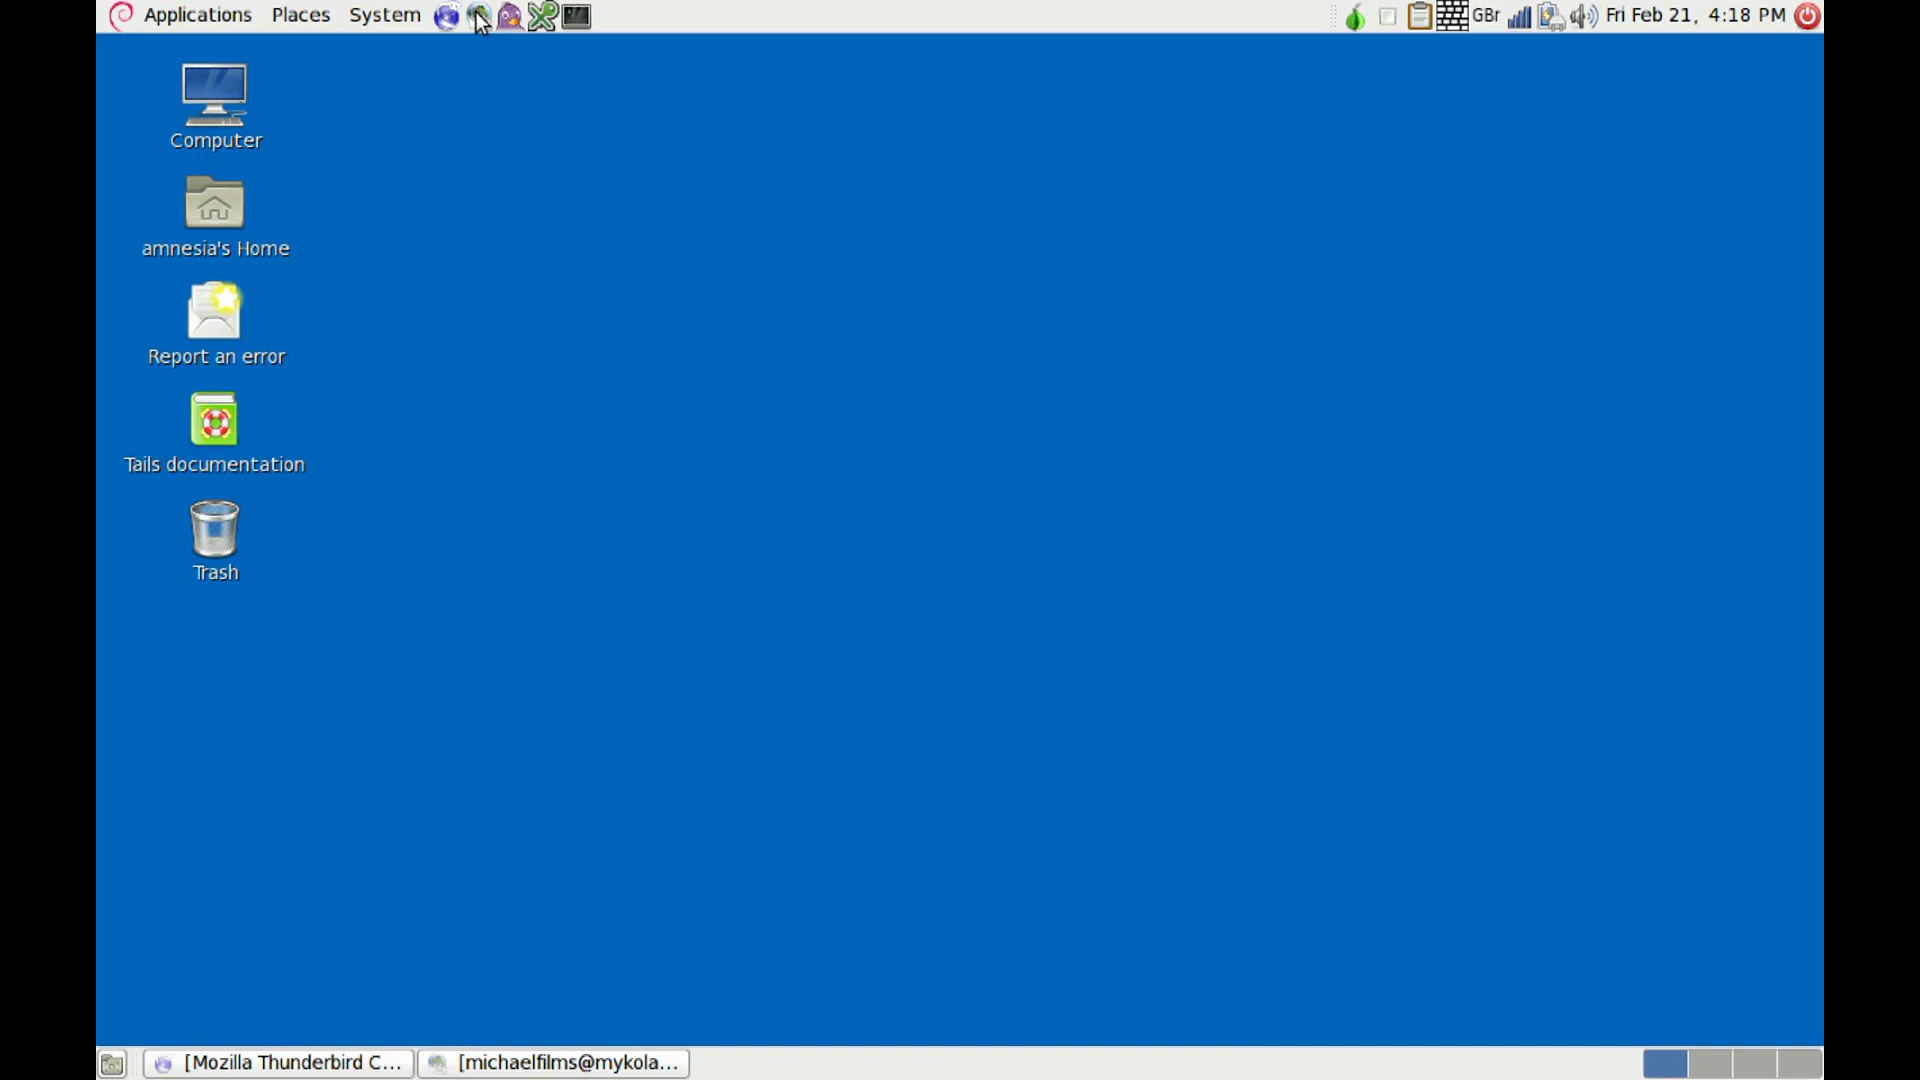 Applications Places System GBr Fri Feb 21, 4:18 PM
Computer
amnesia's Home
Report an error
Tails documentation
Trash
[Mozilla Thunderbird C... [michaelfilms@mykola...